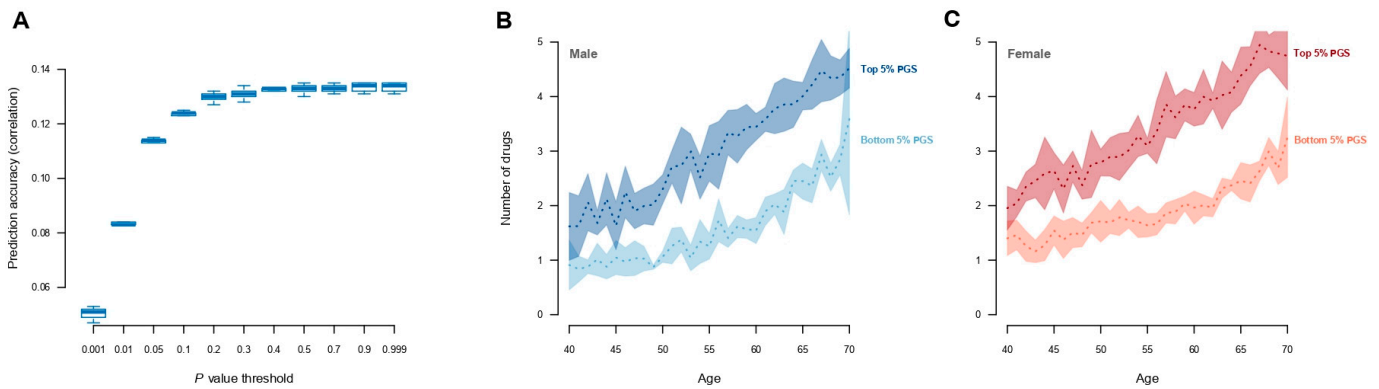 A
Prediction accuracy (correlation)
0.14
0.12
0.10
0.08
0.06
0.001 0.01 0.05 0.1 0.2 0.3 0.4 0.5 0.7 0.9 0.999
P value threshold
B
Male
Number of drugs
5
4
3
2
1
0
Top 5% PGS
Bottom 5% PGS
40 45 50 55 60 65 70
Age
C
Female
5
4
3
2
1
0
Top 5% PGS
Bottom 5% PGS
40 45 50 55 60 65 70
Age